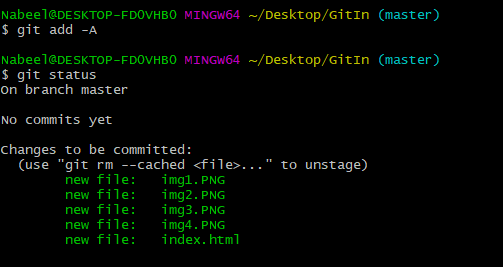 Nabeel@DESKTOP-FD0VHB0 MINGW64 ~/Desktop/GitIn (master)
$ git add -A
Nabeel@DESKTOP-FD0VHB0 MINGW64 ~/Desktop/GitIn (master)
$ git status
On branch master
No commits yet
Changes to be committed:
  (use "git rm --cached <file>..." to unstage)
        new file:   img1.PNG
        new file:   img2.PNG
        new file:   img3.PNG
        new file:   img4.PNG
        new file:   index.html